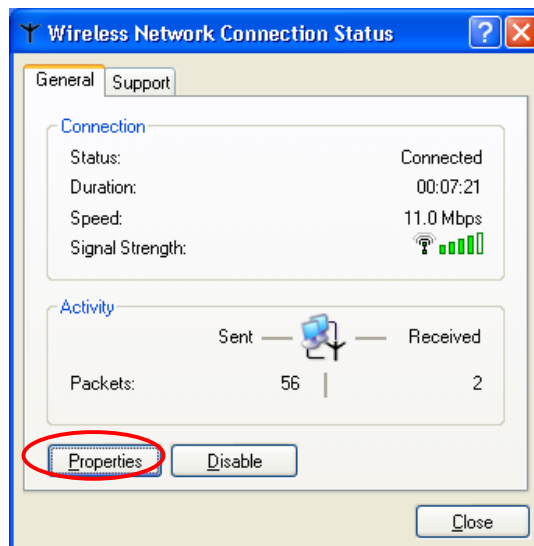 Wireless Network Connection Status
General Support
Connection
Status: Connected
Duration: 00:07:21
Speed: 11.0 Mbps
Signal Strength:
Activity
Sent Received
Packets: 56 2
Properties Disable
Close